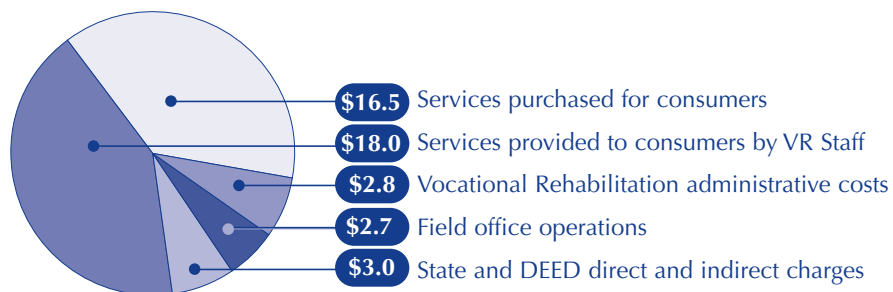 $16.5 Services purchased for consumers
$18.0 Services provided to consumers by VR Staff
$2.8 Vocational Rehabilitation administrative costs
$2.7 Field office operations
$3.0 State and DEED direct and indirect charges